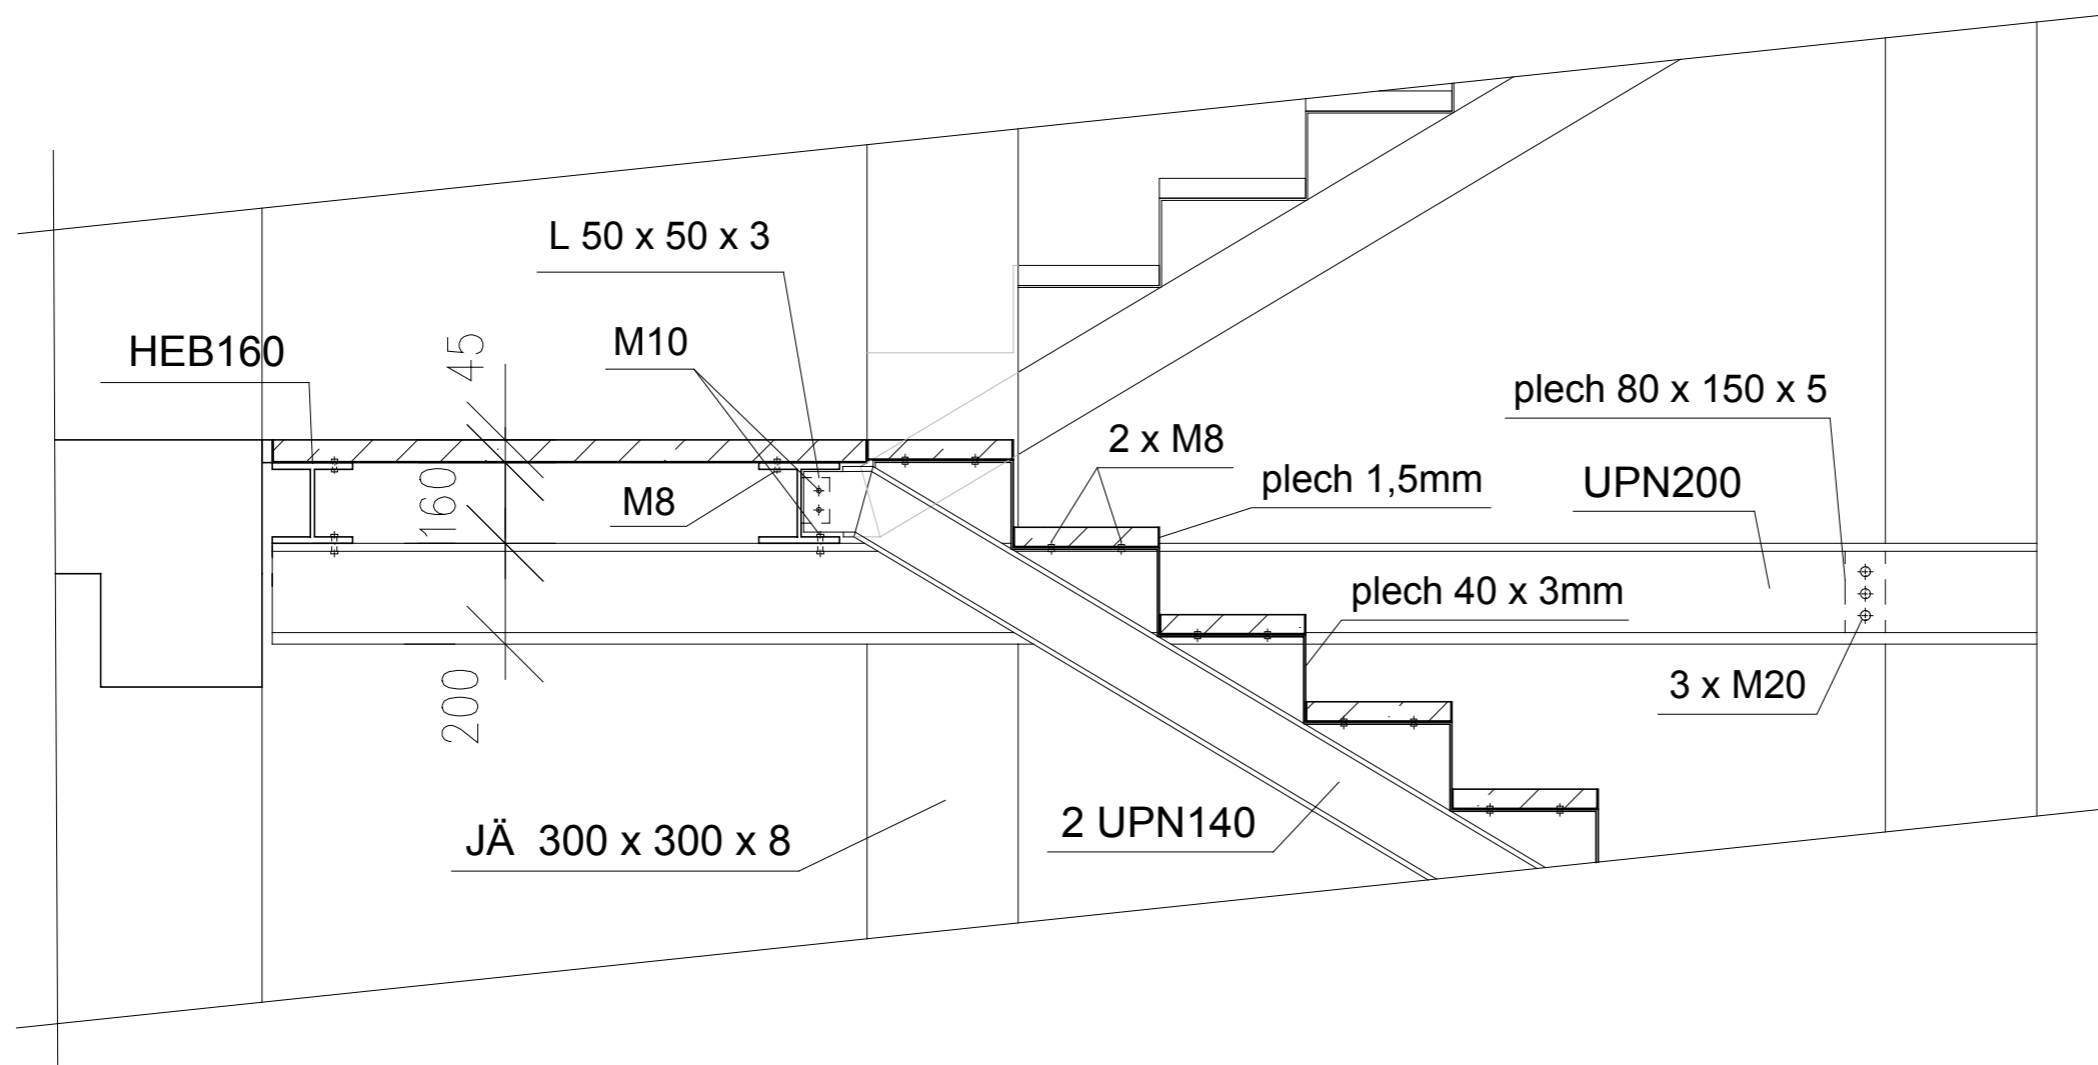 L 50 x 50 x 3
HEB160
45
M10
plech 80 x 150 x 5
2 x M8
160
M8
plech 1,5mm
UPN200
plech 40 x 3mm
200
3 x M20
JÄ  300 x 300 x 8
2 UPN140